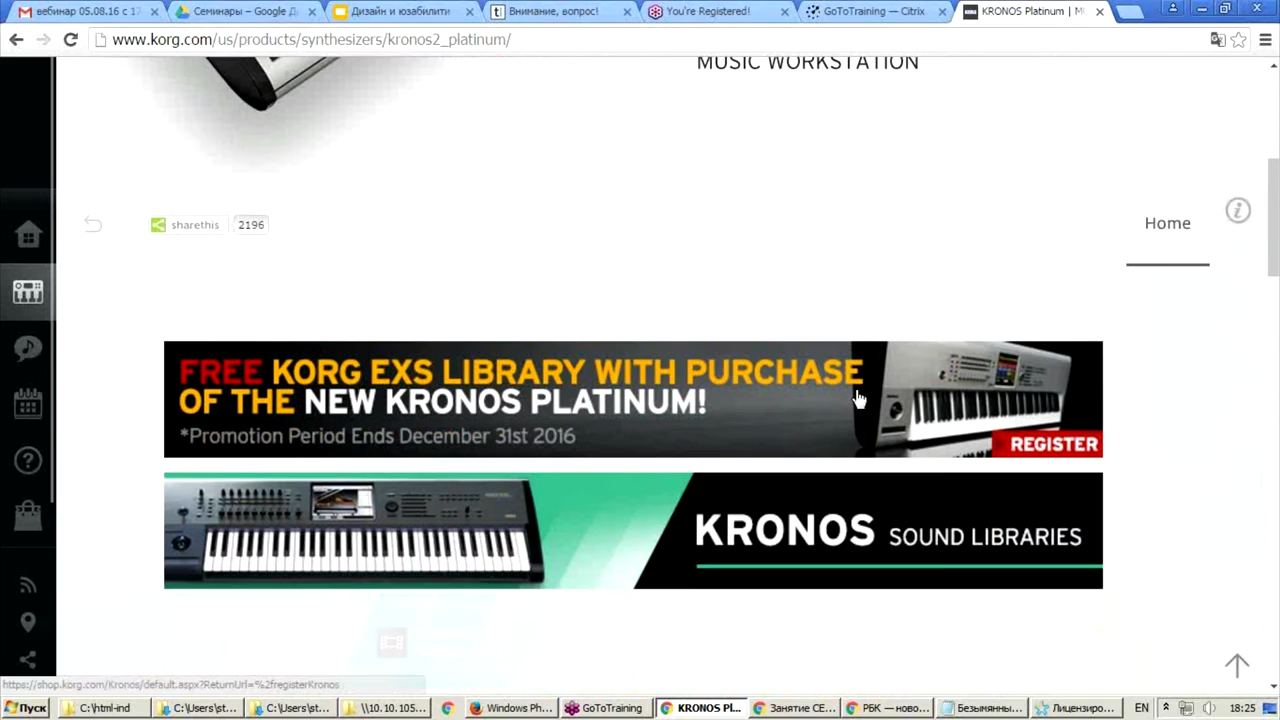 вебинар 05.08.16 с 17
Семинары – Google Д
Дизайн и юзабилити
Внимание, вопрос!
You're Registered!
GoToTraining — Citrix
KRONOS Platinum | M
www.korg.com/us/products/synthesizers/kronos2_platinum/
MUSIC WORKSTATION
sharethis
2196
Home
FREE KORG EXS LIBRARY WITH PURCHASE
OF THE NEW KRONOS PLATINUM!
*Promotion Period Ends December 31st 2016
REGISTER
KRONOS SOUND LIBRARIES
https://shop.korg.com/Kronos/default.aspx?ReturnUrl=%2fregisterKronos
Пуск
C:\html-ind
C:\Users\st...
C:\Users\st...
\\10.10.105...
Windows Ph...
GoToTraining
KRONOS Pl...
Занятие CE...
РБК — ново...
Безымянны...
Лицензиро...
EN
18:25